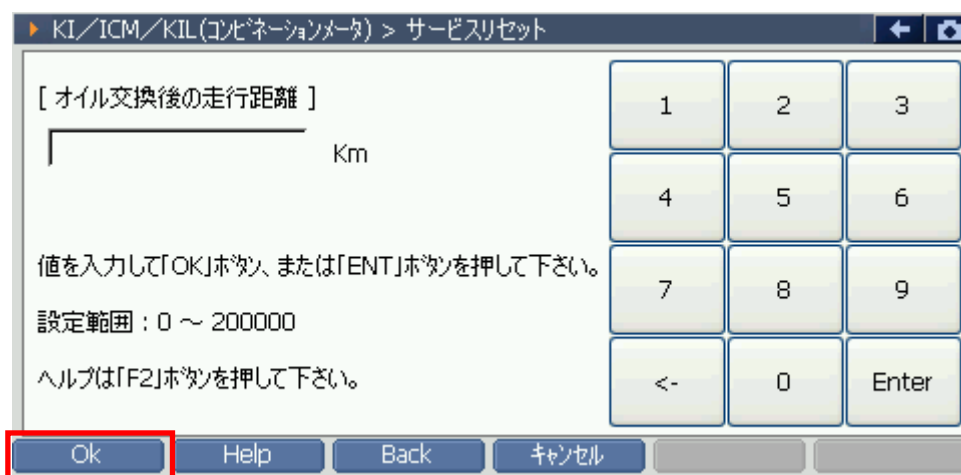 KI／ICM／KIL(ｺﾝﾋﾞﾈｰｼｮﾝﾒｰﾀ) > サービスリセット
[ オイル交換後の走行距離 ]
Km
値を入力して「OK」ﾎﾞﾀﾝ、または「ENT」ﾎﾞﾀﾝを押して下さい。
設定範囲 : 0 ～ 200000
ヘルプは「F2」ﾎﾞﾀﾝを押して下さい。
1 2 3
4 5 6
7 8 9
<- 0 Enter
Ok Help Back ｷｬﾝｾﾙ